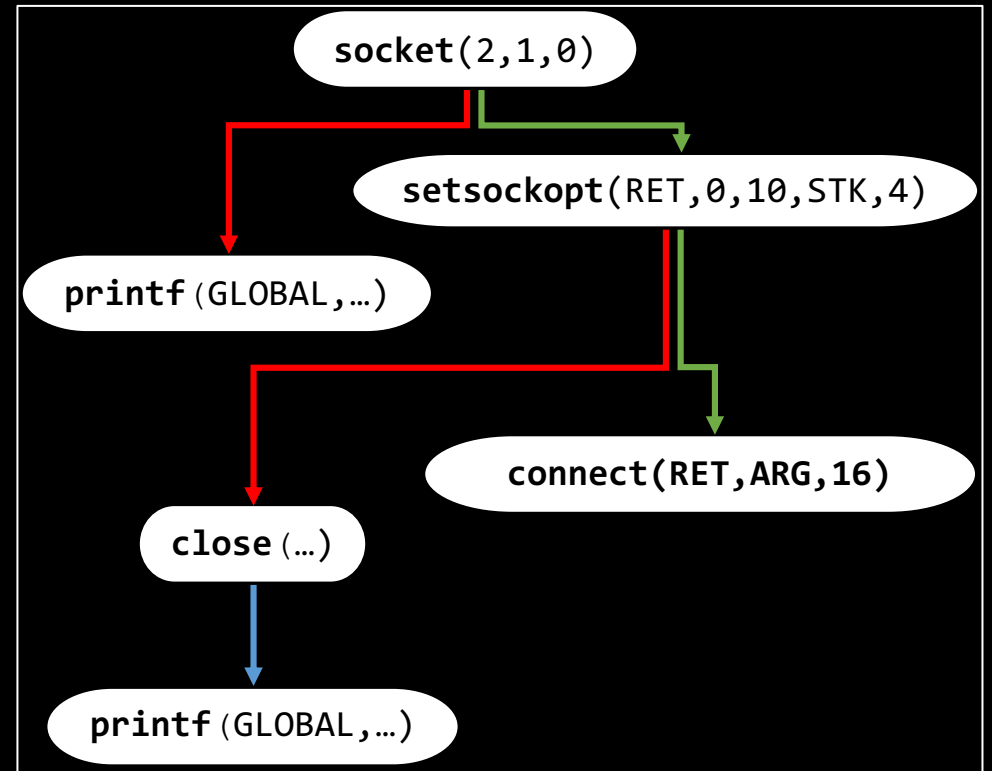 socket(2,1,0)
setsockopt(RET,0,10,STK,4)
printf(GLOBAL,…)
connect(RET,ARG,16)
close(…)
printf(GLOBAL,…)